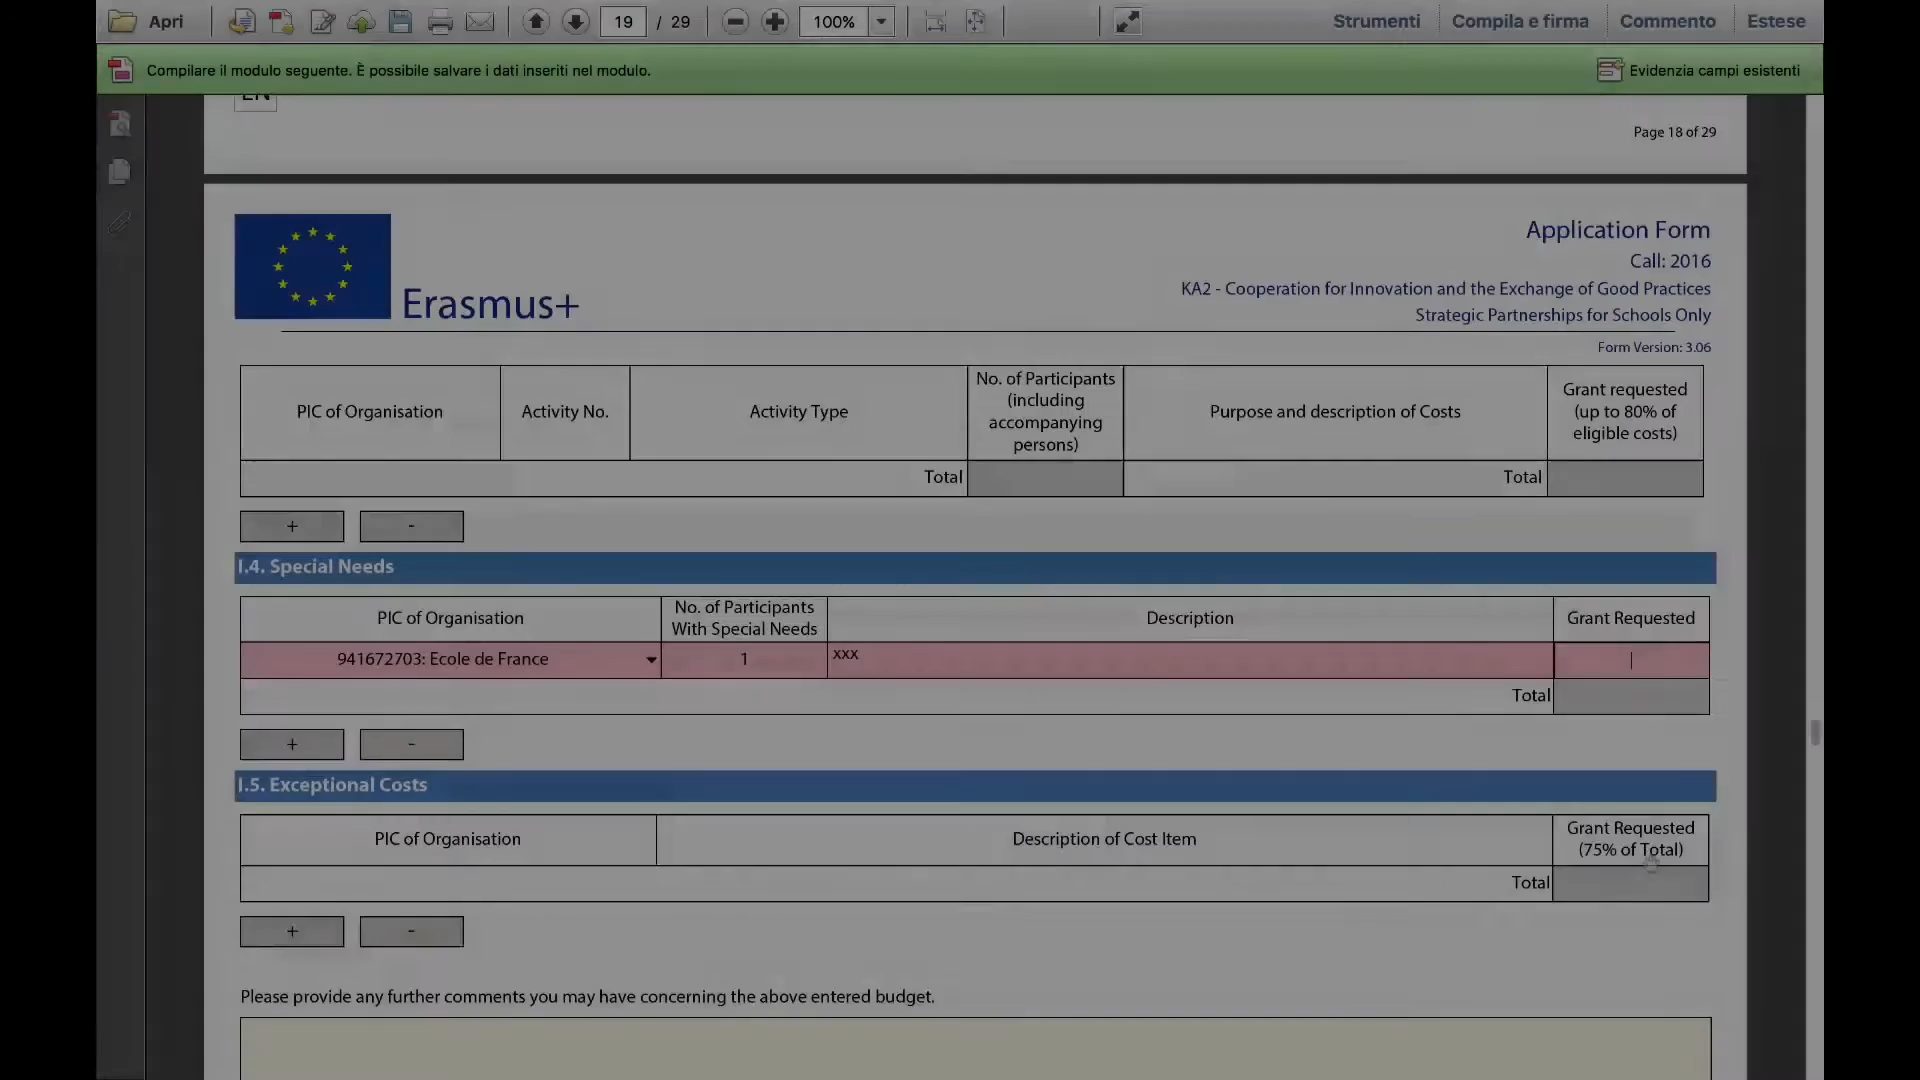 Apri
19 / 29
100%
Strumenti
Compila e firma
Commento
Estese
Compilare il modulo seguente. È possibile salvare i dati inseriti nel modulo.
Evidenzia campi esistenti
EN
Page 18 of 29
Erasmus+
Application Form
Call: 2016
KA2 - Cooperation for Innovation and the Exchange of Good Practices
Strategic Partnerships for Schools Only
Form Version: 3.06
PIC of Organisation
Activity No.
Activity Type
No. of Participants
(including
accompanying
persons)
Purpose and description of Costs
Grant requested
(up to 80% of
eligible costs)
Total
Total
+
-
I.4. Special Needs
PIC of Organisation
No. of Participants
With Special Needs
Description
Grant Requested
941672703: Ecole de France
1
xxx
Total
+
-
I.5. Exceptional Costs
PIC of Organisation
Description of Cost Item
Grant Requested
(75% of Total)
Total
+
-
Please provide any further comments you may have concerning the above entered budget.